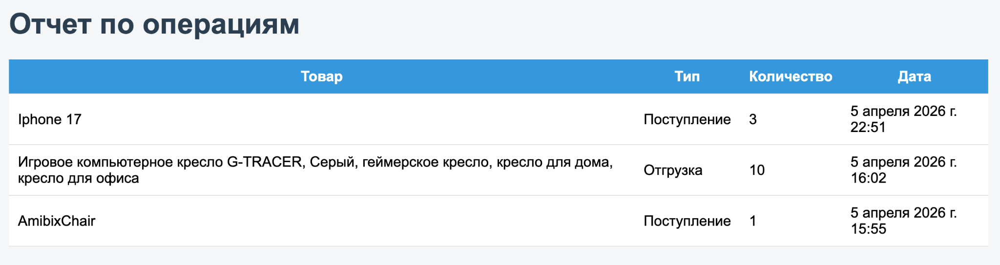 Отчет по операциям
Товар Тип Количество Дата
Iphone 17 Поступление 3 5 апреля 2026 г. 22:51
Игровое компьютерное кресло G-TRACER, Серый, геймерское кресло, кресло для дома,
кресло для офиса Отгрузка 10 5 апреля 2026 г. 16:02
AmibixChair Поступление 1 5 апреля 2026 г. 15:55